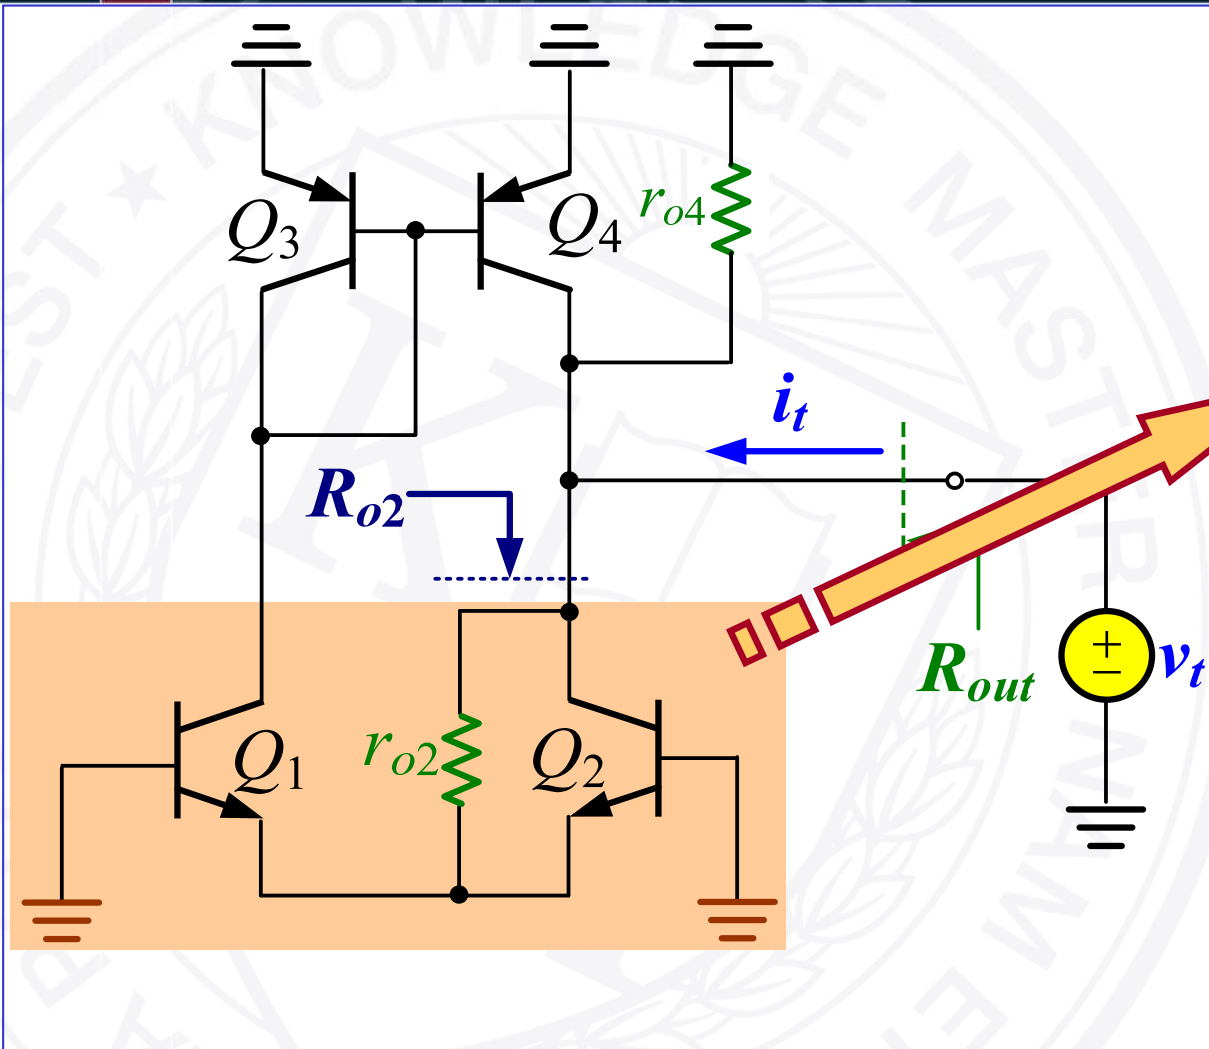 Q3
Q4
ro4
it
Ro2
Rout
+
−
vt
Q1
ro2
Q2
KNOWLEDGE
MASTER